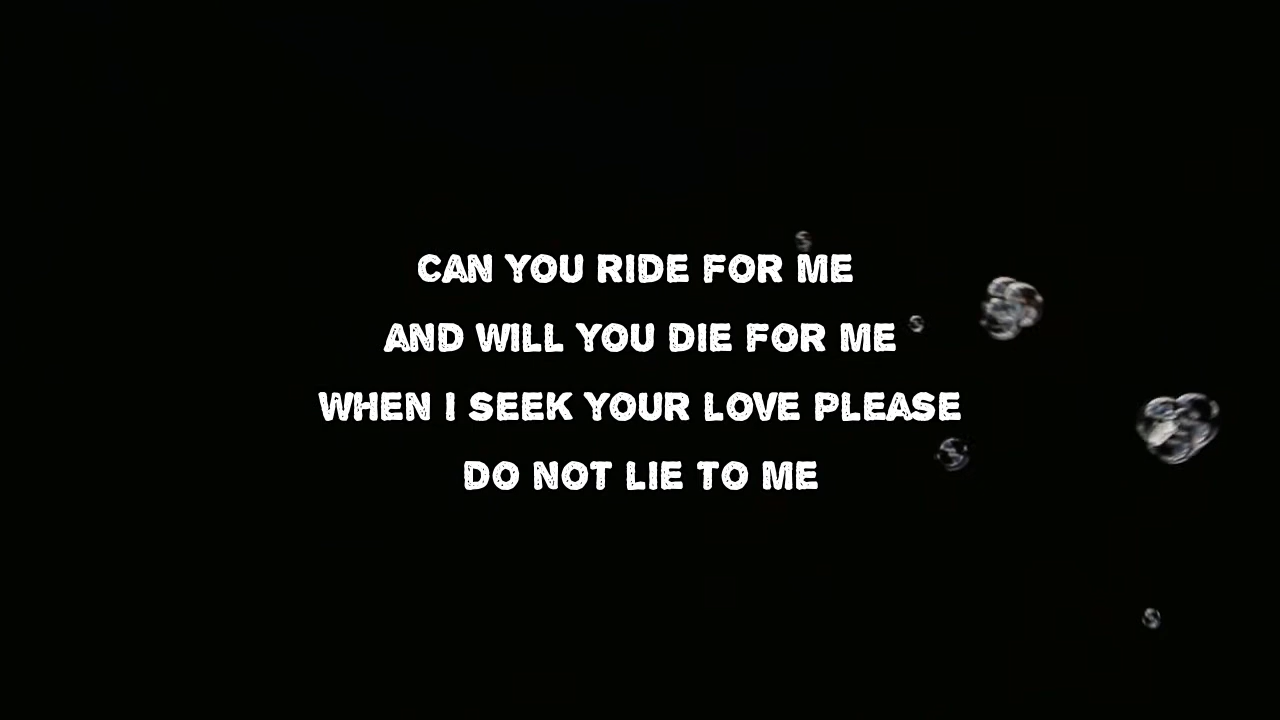 CAN YOU RIDE FOR ME
AND WILL YOU DIE FOR ME
WHEN I SEEK YOUR LOVE PLEASE
DO NOT LIE TO ME